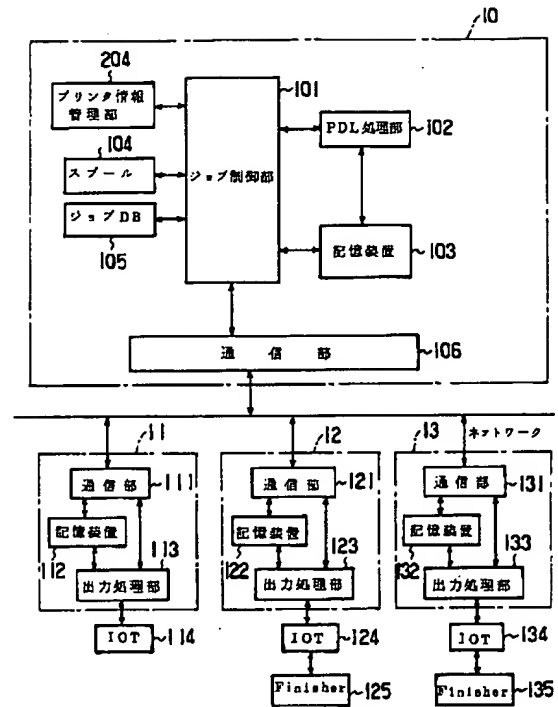 10
204
プリンタ情報
管理部
101
ジョブ制御部
PDL処理部
102
104
スプール
ジョブDB
105
記憶装置
103
通信部
106
ネットワーク
11
通信部
111
記憶装置
112
113
出力処理部
IOT
114
12
通信部
121
記憶装置
122
123
出力処理部
IOT
124
Finisher
125
13
通信部
131
記憶装置
132
133
出力処理部
IOT
134
Finisher
135